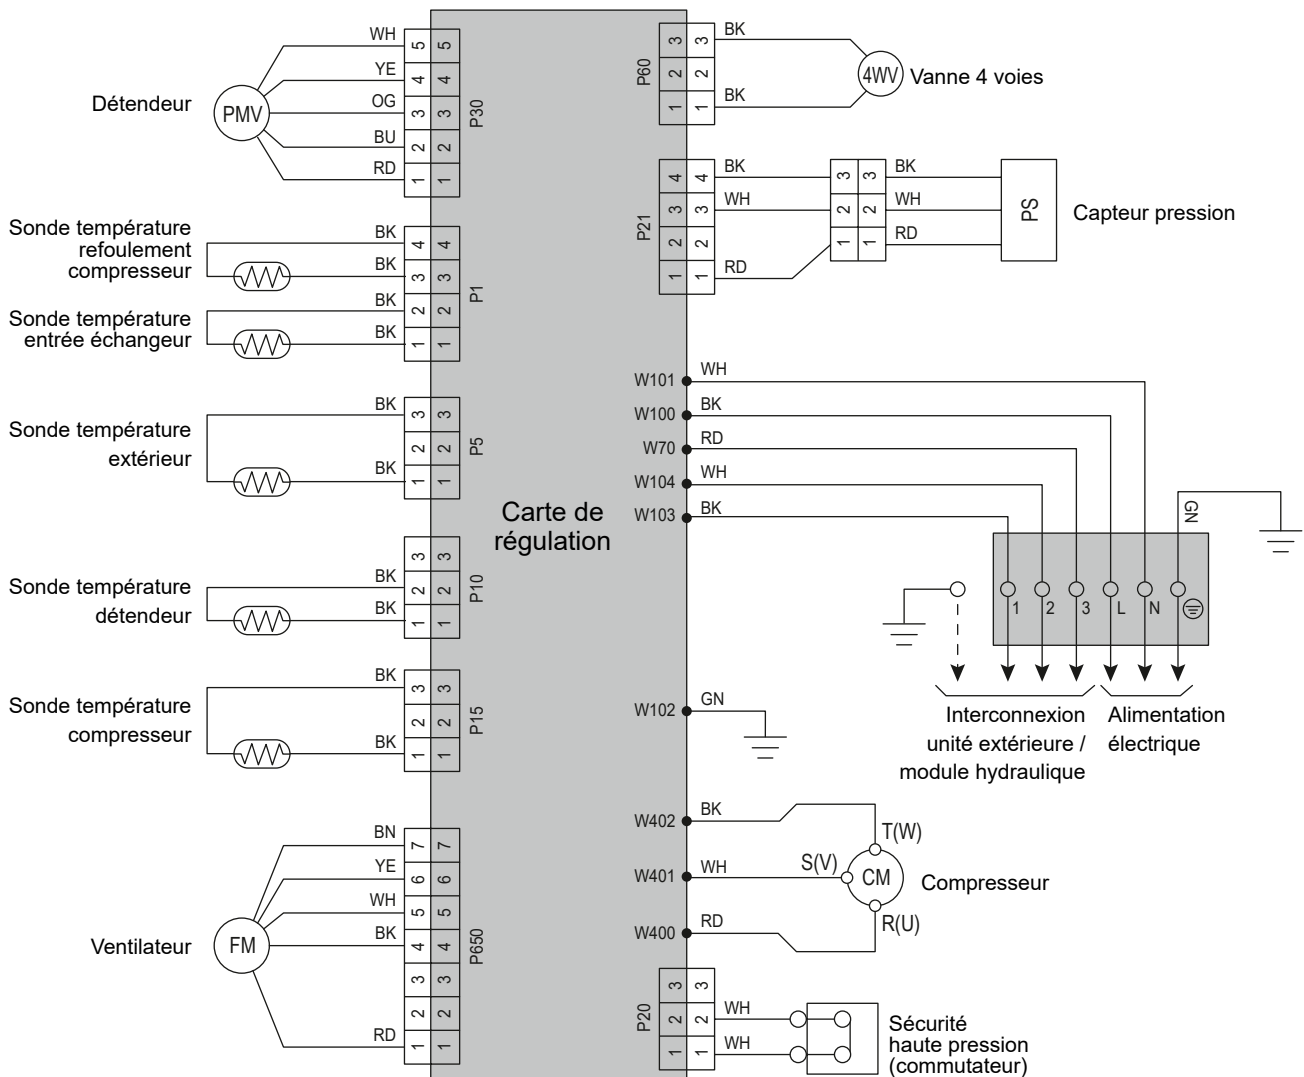 Détendeur
PMV
WH
YE
OG
BU
RD
5 5
4 4
3 3
2 2
1 1
P30
Sonde température
refoulement
compresseur
Sonde température
entrée échangeur
BK
BK
BK
BK
4 4
3 3
2 2
1 1
P1
Sonde température
extérieur
BK
BK
3 3
2 2
1 1
P5
Sonde température
détendeur
BK
BK
3 3
2 2
1 1
P10
Sonde température
compresseur
BK
BK
3 3
2 2
1 1
P15
Ventilateur
FM
BN
YE
WH
BK
RD
7 7
6 6
5 5
4 4
3 3
2 2
1 1
P650
Carte de
régulation
P60
3 3
2 2
1 1
BK
BK
4WV
Vanne 4 voies
P21
4 4
3 3
2 2
1 1
BK
WH
RD
3 3
2 2
1 1
BK
WH
RD
PS
Capteur pression
W101 WH
W100 BK
W70 RD
W104 WH
W103 BK
GN
1 2 3 L N
Interconnexion
unité extérieure /
module hydraulique
Alimentation
électrique
W102 GN
W402 BK
W401 WH
W400 RD
T(W)
S(V)
CM
R(U)
Compresseur
P20
3 3
2 2
1 1
WH
WH
Sécurité
haute pression
(commutateur)